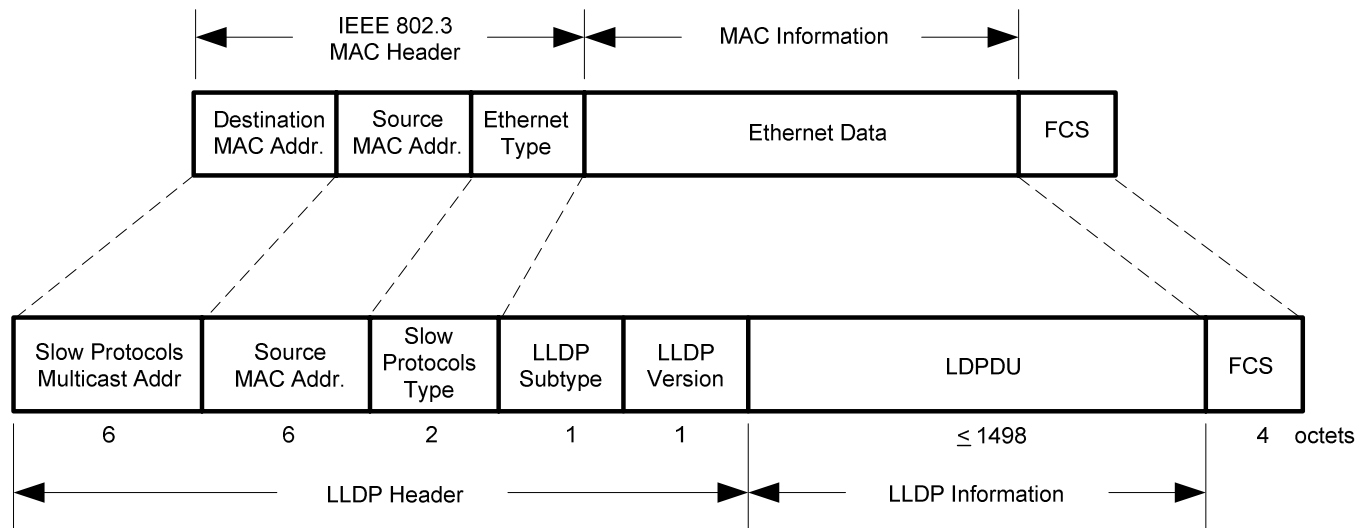 IEEE 802.3
MAC Header
MAC Information
Destination
MAC Addr.
Source
MAC Addr.
Ethernet
Type
Ethernet Data
FCS
Slow Protocols
Multicast Addr
Source
MAC Addr.
Slow
Protocols
Type
LLDP
Subtype
LLDP
Version
LDPDU
FCS
6
6
2
1
1
≤ 1498
4 octets
LLDP Header
LLDP Information